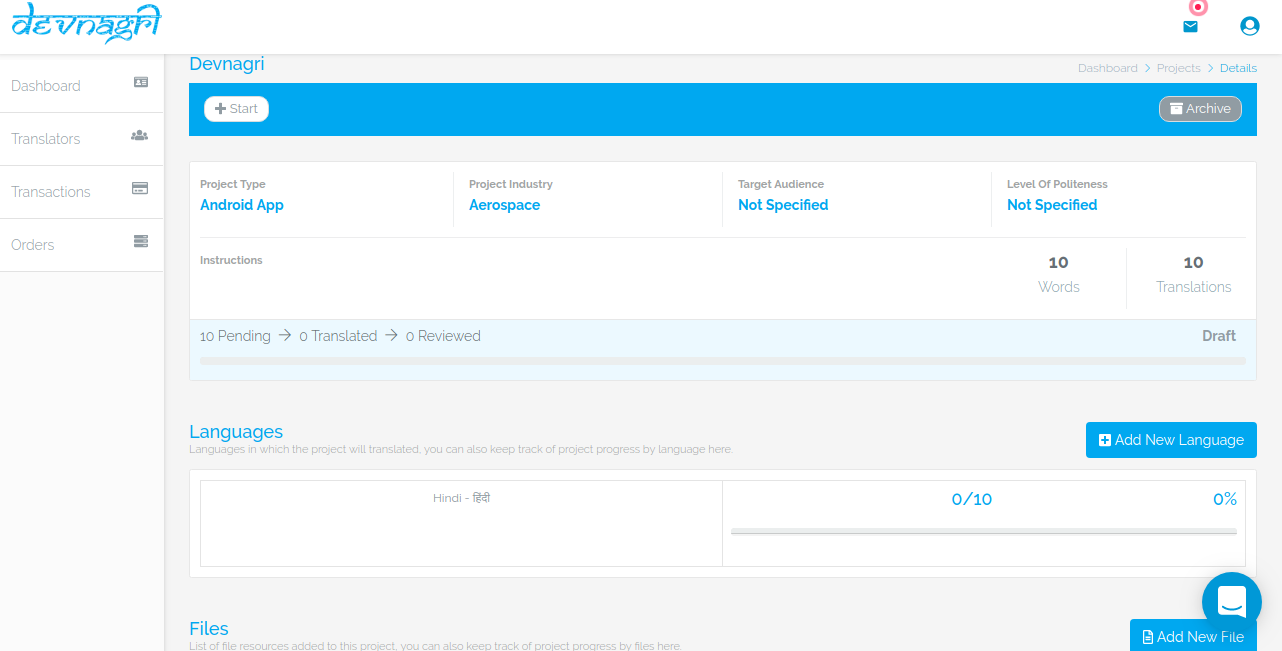 devnagri
Devnagri
Dashboard > Projects > Details
Dashboard
Translators
Transactions
Orders
Start
Archive
Project Type
Android App
Project Industry
Aerospace
Target Audience
Not Specified
Level Of Politeness
Not Specified
Instructions
10
Words
10
Translations
10 Pending → 0 Translated → 0 Reviewed
Draft
Languages
Languages in which the project will translated, you can also keep track of project progress by language here.
Add New Language
Hindi - हिंदी
0/10
0%
Files
List of file resources added to this project, you can also keep track of project progress by files here.
Add New File